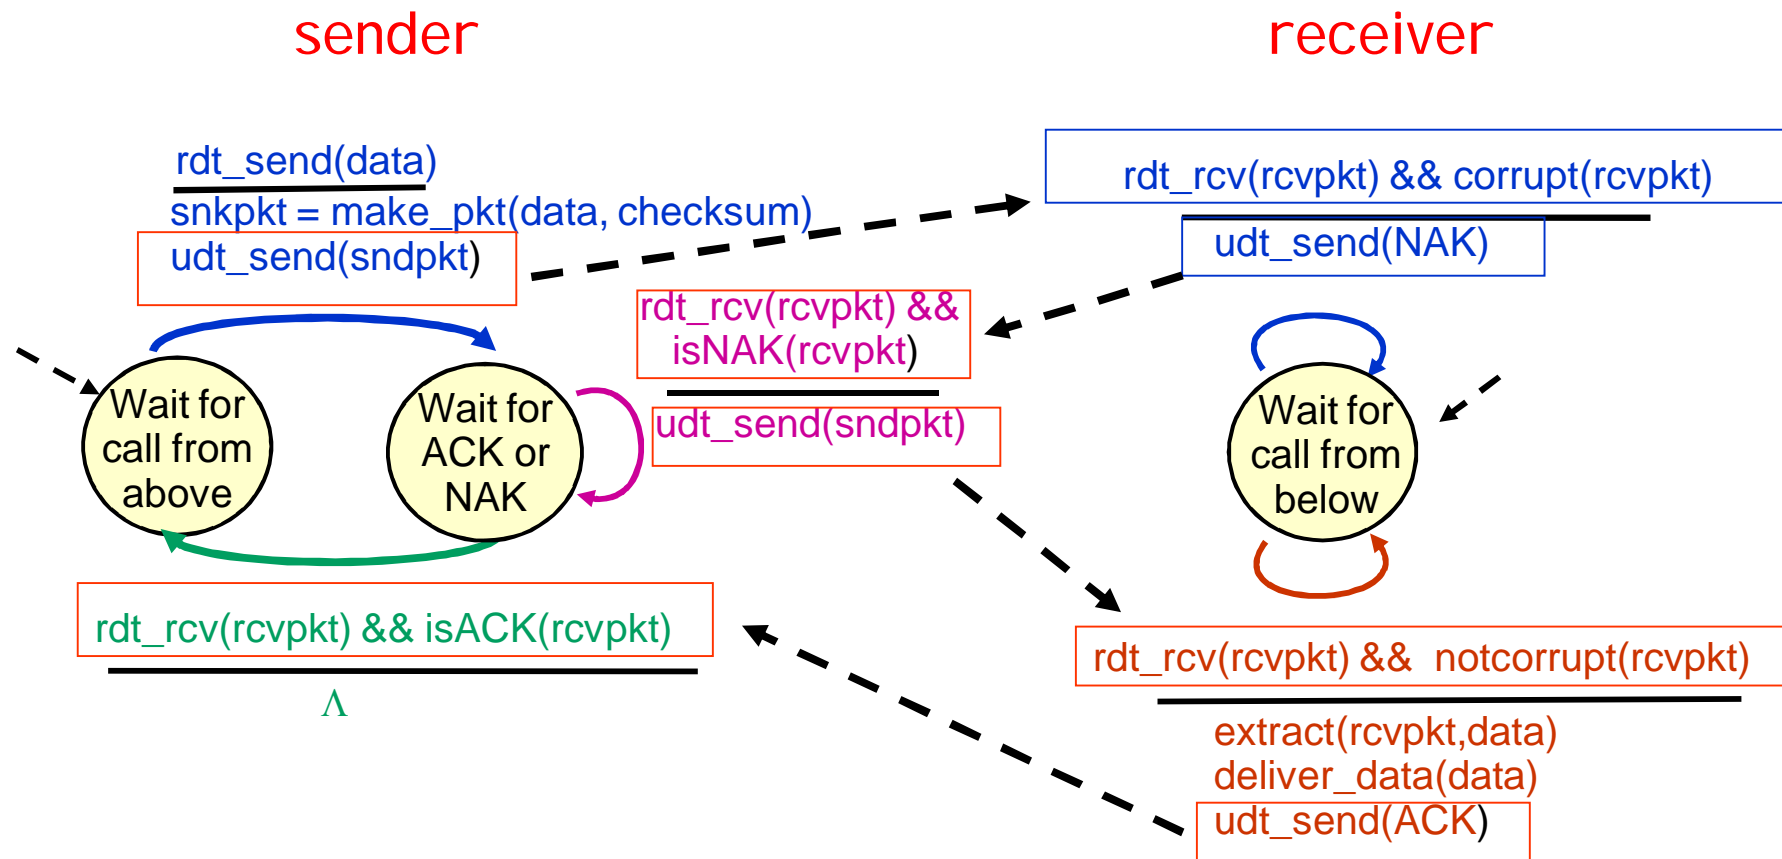 sender
receiver
rdt_send(data)
snkpkt = make_pkt(data, checksum)
udt_send(sndpkt)
rdt_rcv(rcvpkt) && corrupt(rcvpkt)
udt_send(NAK)
rdt_rcv(rcvpkt) &&
isNAK(rcvpkt)
udt_send(sndpkt)
Wait for
call from
above
Wait for
ACK or
NAK
Wait for
call from
below
rdt_rcv(rcvpkt) && isACK(rcvpkt)
Λ
rdt_rcv(rcvpkt) && notcorrupt(rcvpkt)
extract(rcvpkt,data)
deliver_data(data)
udt_send(ACK)